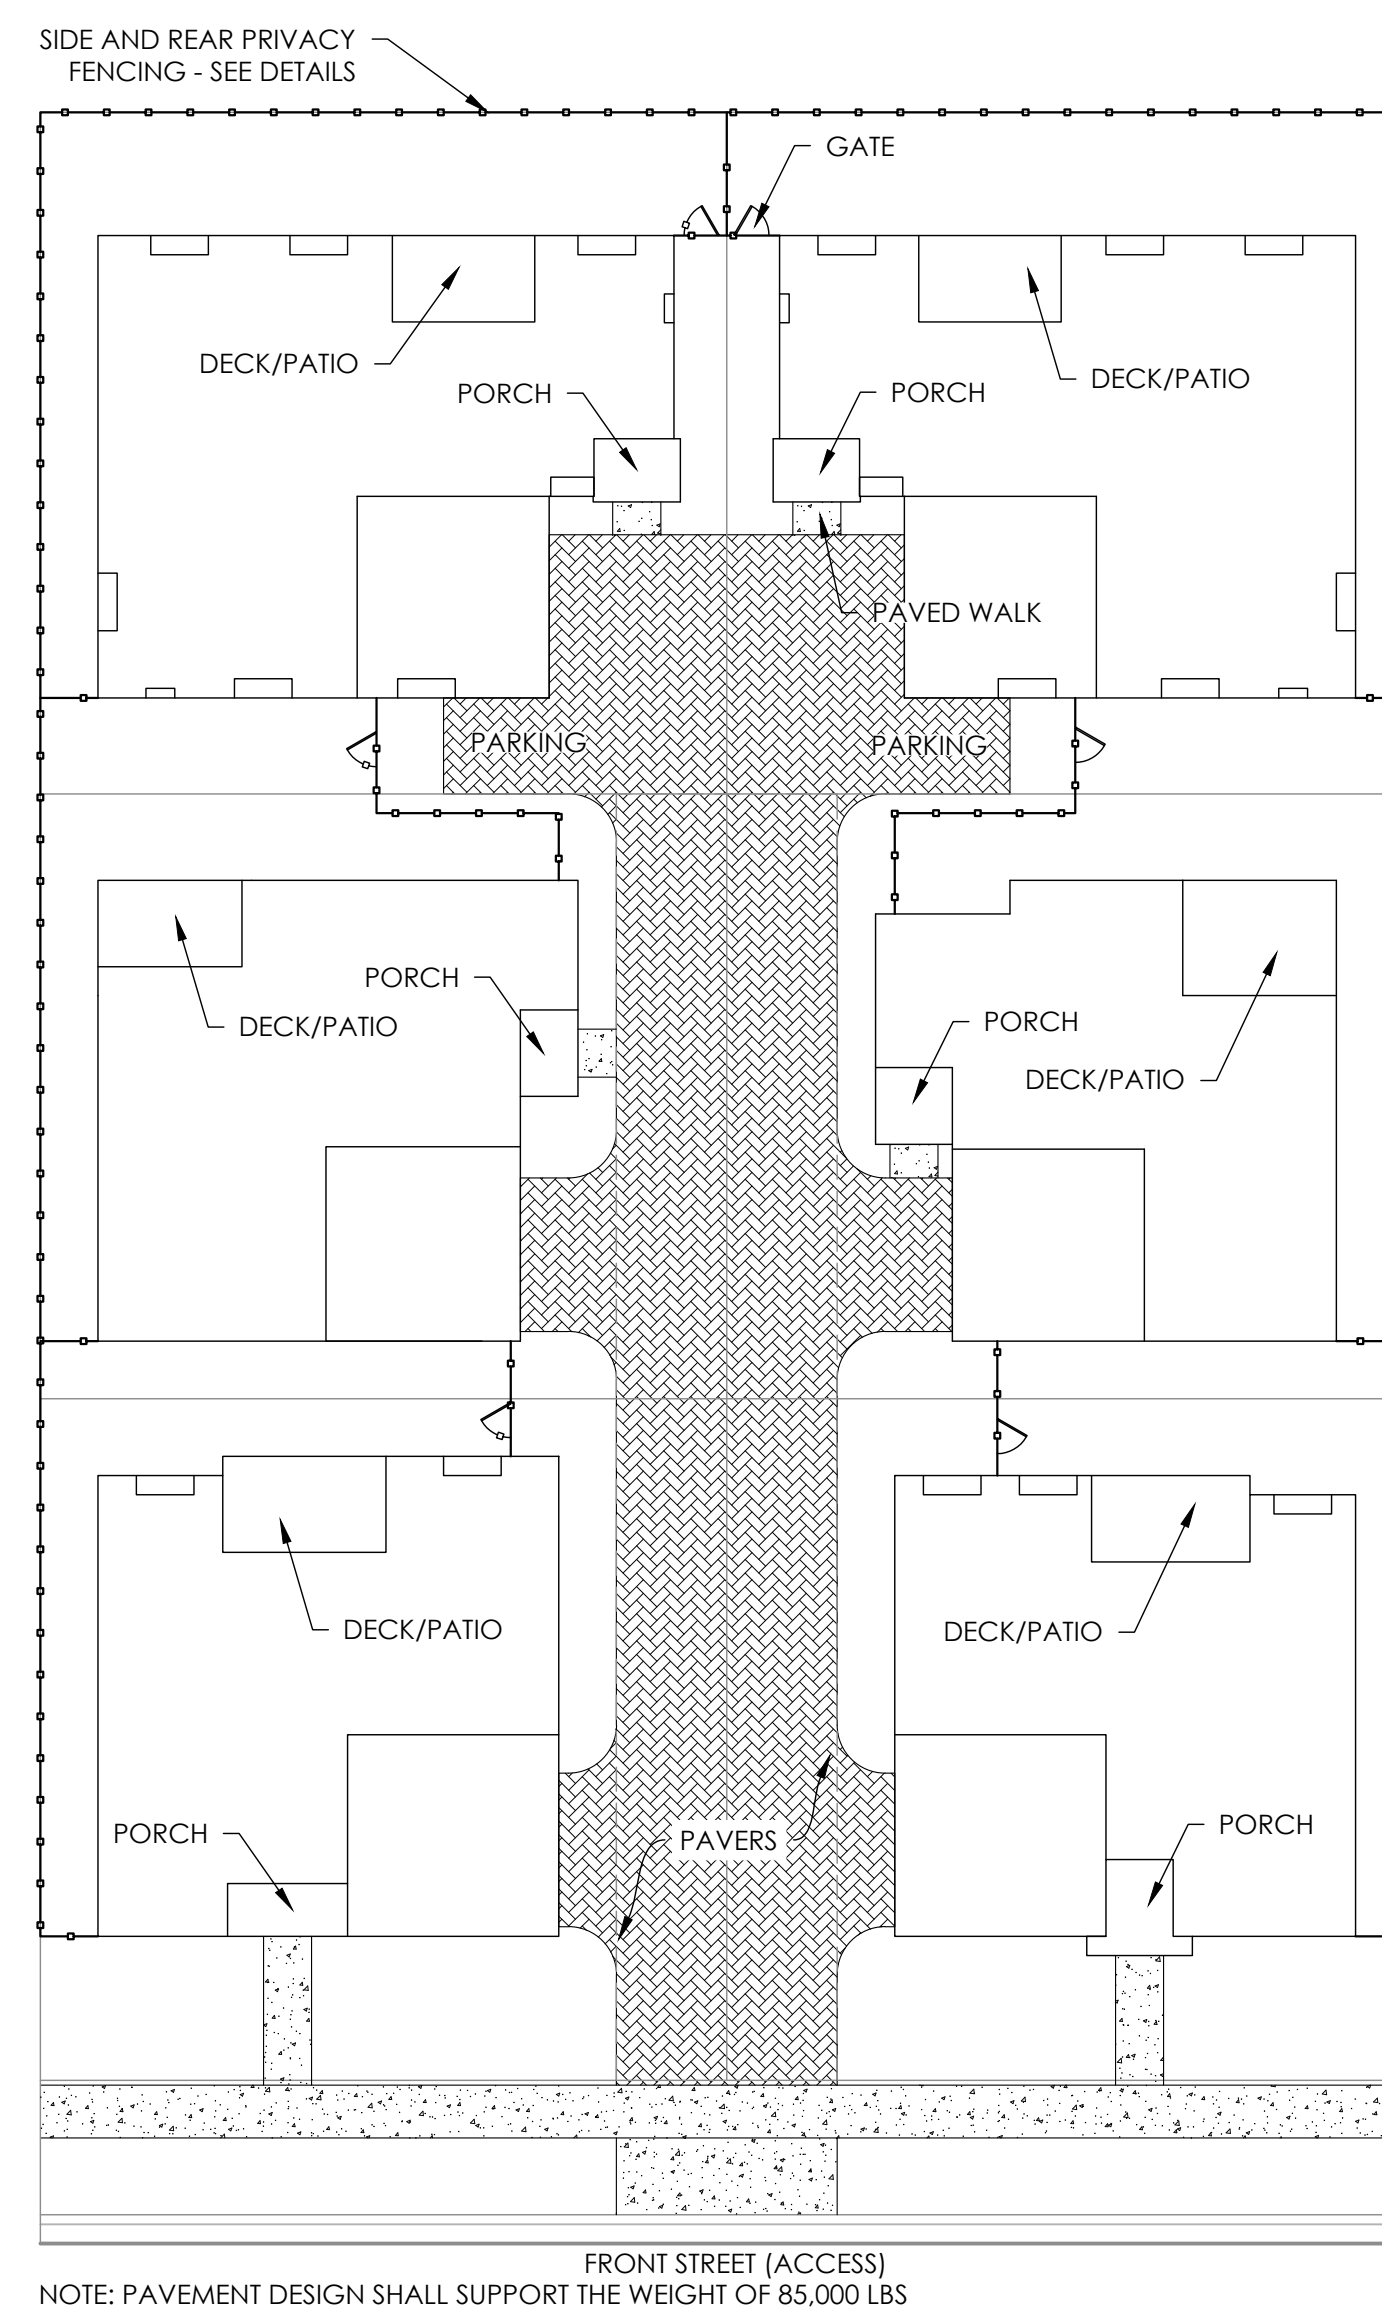 SIDE AND REAR PRIVACY
FENCING - SEE DETAILS
GATE
DECK/PATIO
DECK/PATIO
PORCH
PORCH
PAVED WALK
PARKING
PARKING
PORCH
DECK/PATIO
PORCH
DECK/PATIO
DECK/PATIO
DECK/PATIO
PORCH
PAVERS
PORCH
FRONT STREET (ACCESS)
NOTE: PAVEMENT DESIGN SHALL SUPPORT THE WEIGHT OF 85,000 LBS